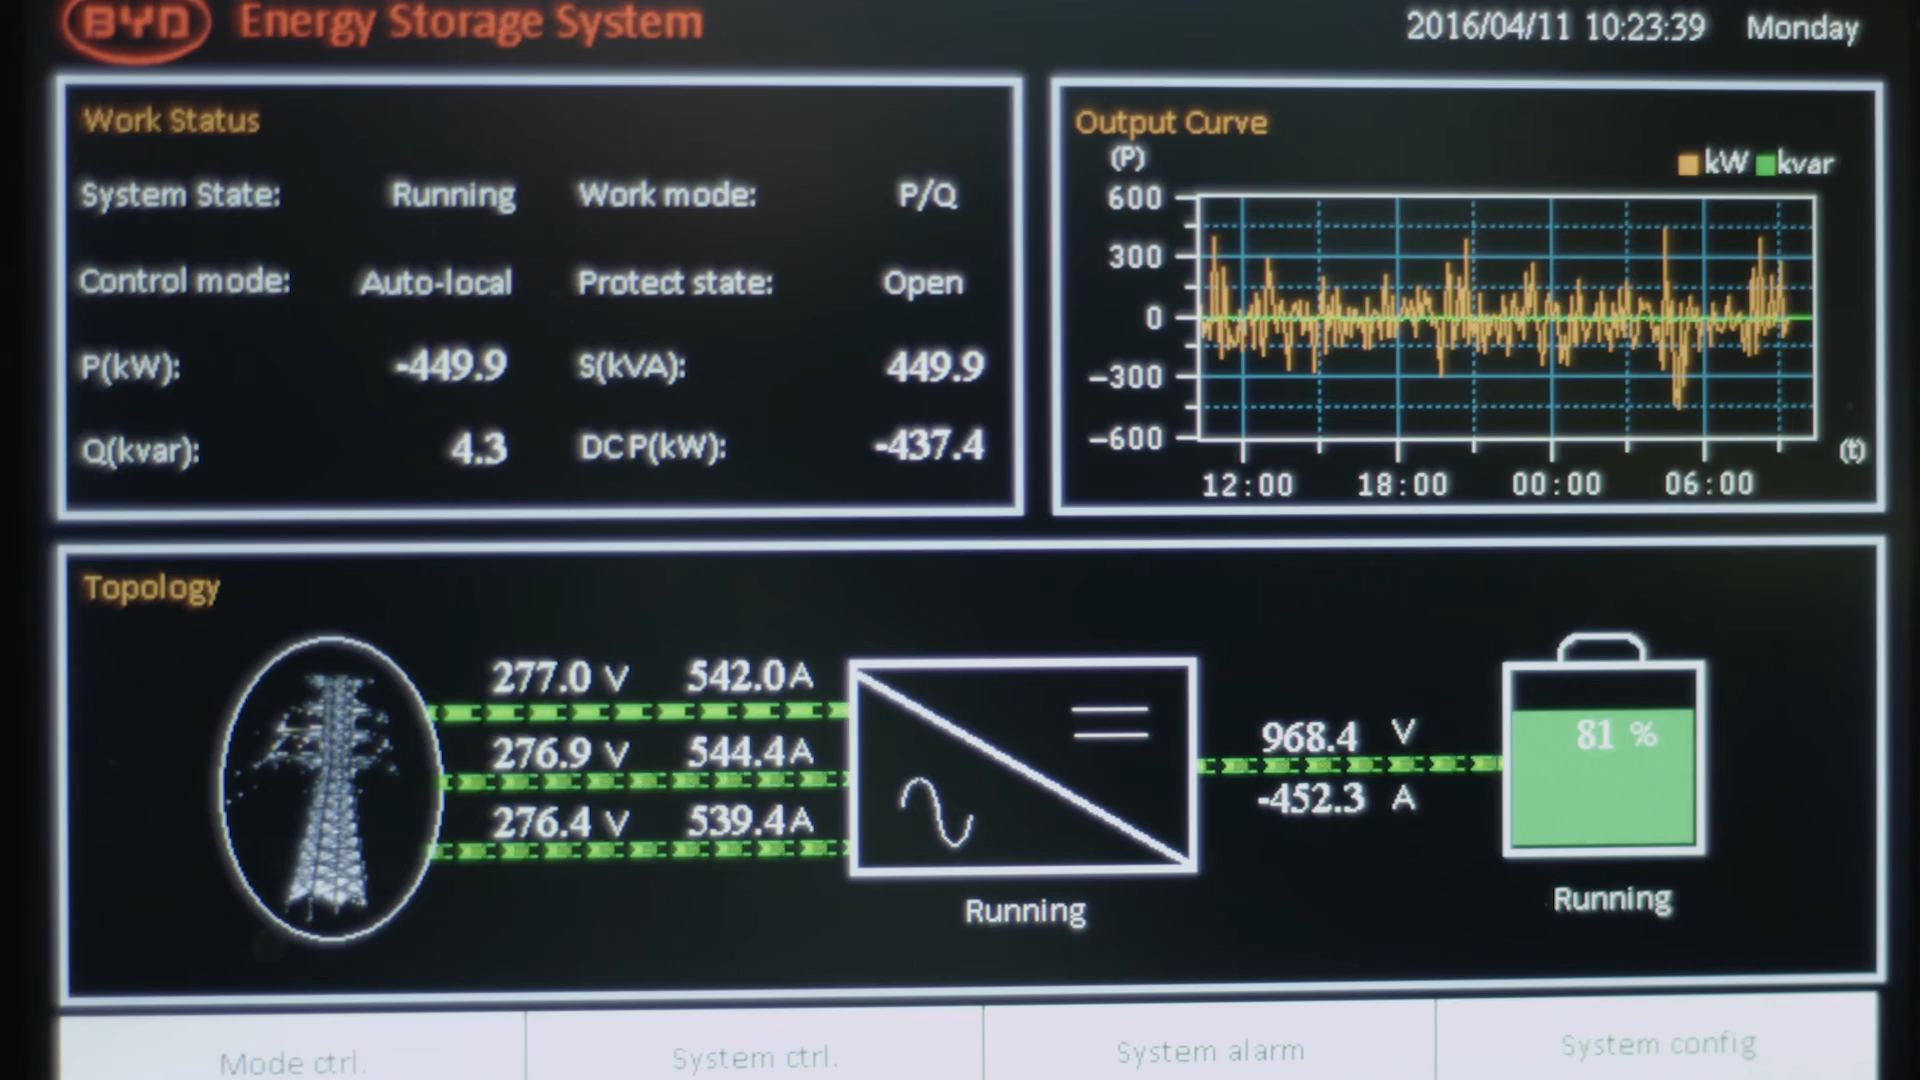 BYD Energy Storage System 2016/04/11 10:23:39 Monday
Work Status
System State: Running Work mode: P/Q
Control mode: Auto-local Protect state: Open
P(kW): -449.9 S(kVA): 449.9
Q(kvar): 4.3 DC P(kW): -437.4
Output Curve
(P)
kW kvar
600
300
0
−300
−600
(t)
12:00 18:00 00:00 06:00
Topology
277.0 V 542.0 A
276.9 V 544.4 A
276.4 V 539.4 A
Running
968.4 V
-452.3 A
81 %
Running
Mode ctrl. System ctrl. System alarm System config